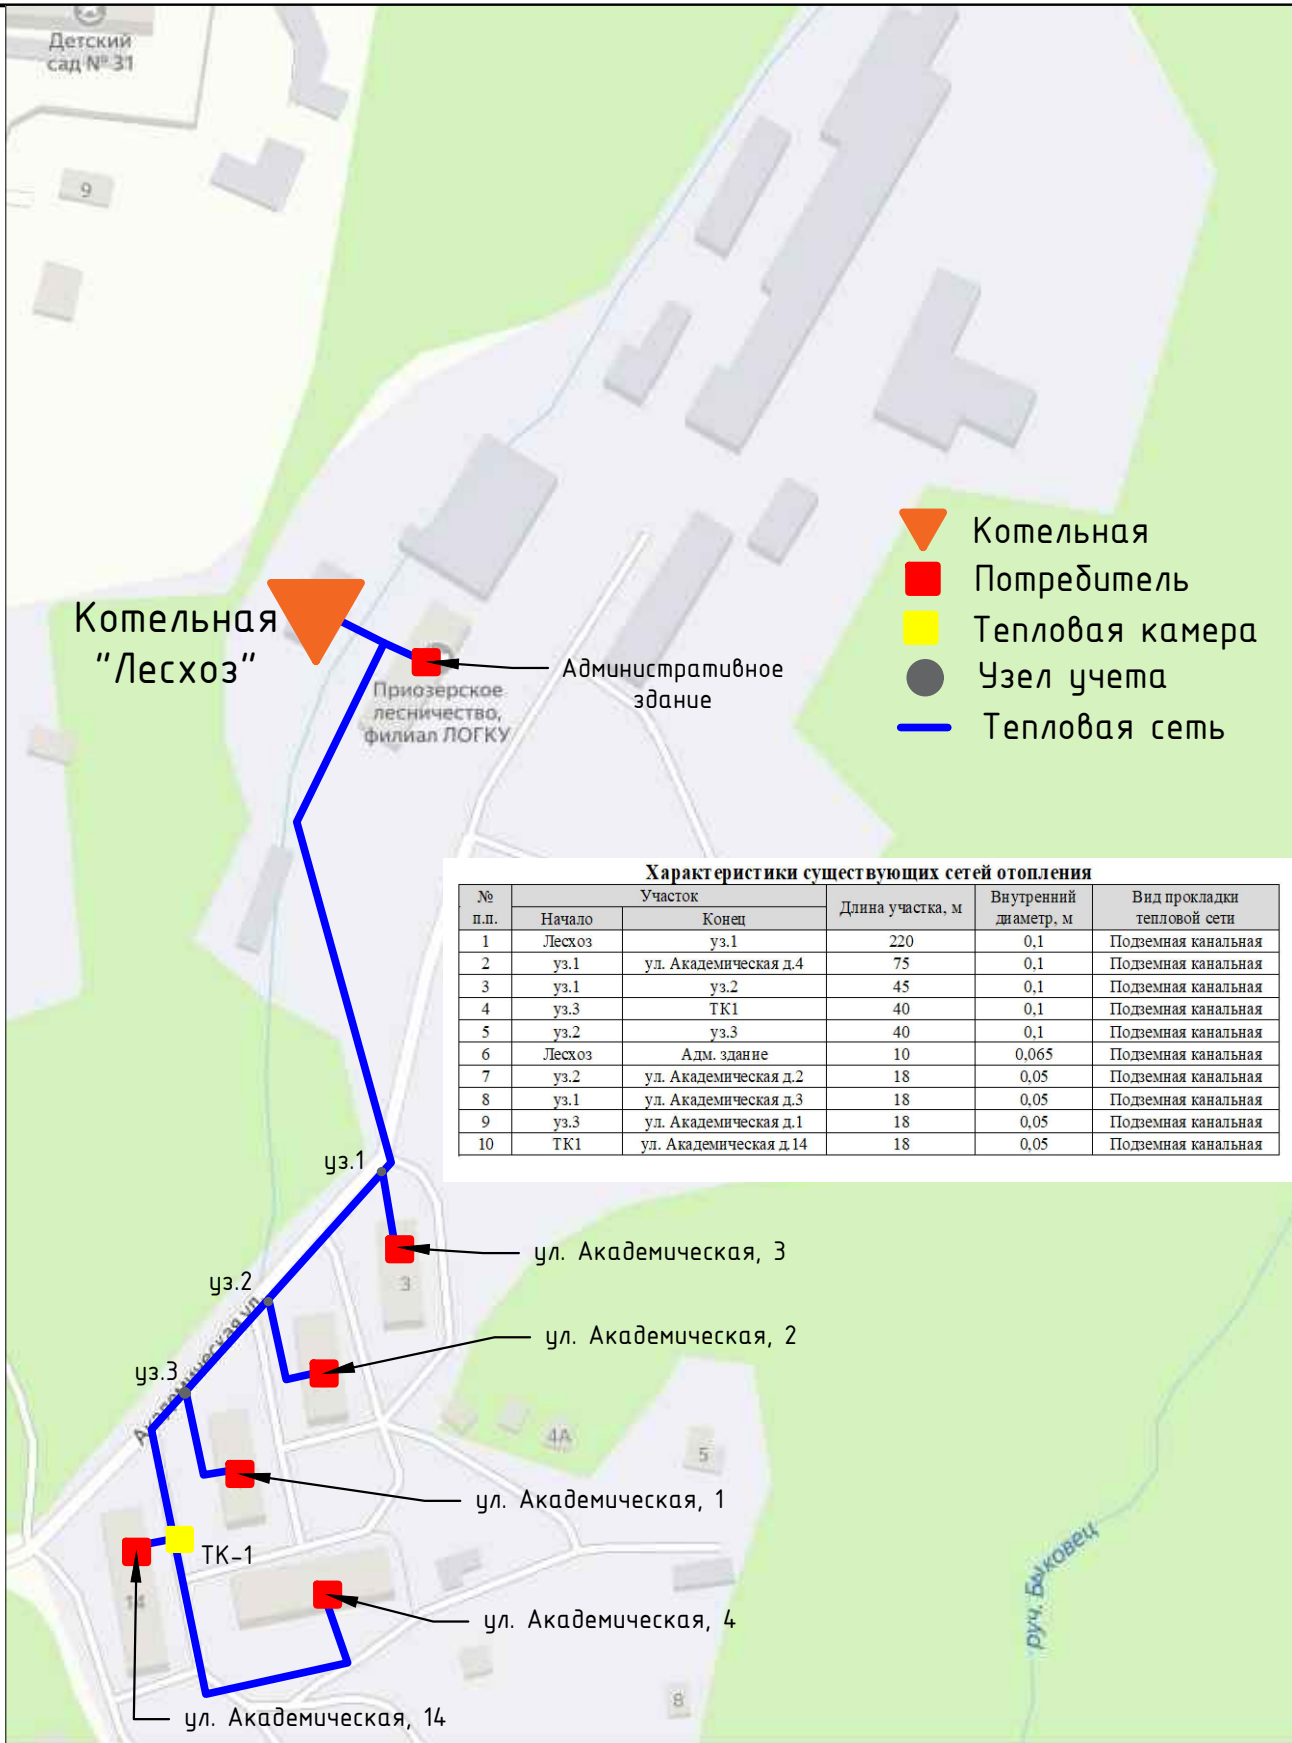 Детский
сад № 31
9
Котельная
"Лесхоз"
Административное
здание
Приозерское
лесничество,
филиал ЛОГКУ
Котельная
Потребитель
Тепловая камера
Узел учета
Тепловая сеть
Характеристики существующих сетей отопления
№ п.п. Участок Длина участка, м Внутренний диаметр, м Вид прокладки тепловой сети
Начало Конец
1 Лесхоз уз.1 220 0,1 Подземная канальная
2 уз.1 ул. Академическая д.4 75 0,1 Подземная канальная
3 уз.1 уз.2 45 0,1 Подземная канальная
4 уз.3 ТК1 40 0,1 Подземная канальная
5 уз.2 уз.3 40 0,1 Подземная канальная
6 Лесхоз Адм. здание 10 0,065 Подземная канальная
7 уз.2 ул. Академическая д.2 18 0,05 Подземная канальная
8 уз.1 ул. Академическая д.3 18 0,05 Подземная канальная
9 уз.3 ул. Академическая д.1 18 0,05 Подземная канальная
10 ТК1 ул. Академическая д.14 18 0,05 Подземная канальная
уз.1
ул. Академическая, 3
3
уз.2
ул. Академическая, 2
уз.3
Академическая ул
4А
5
ул. Академическая, 1
ТК-1
14
ул. Академическая, 4
руч. Быковец
8
ул. Академическая, 14